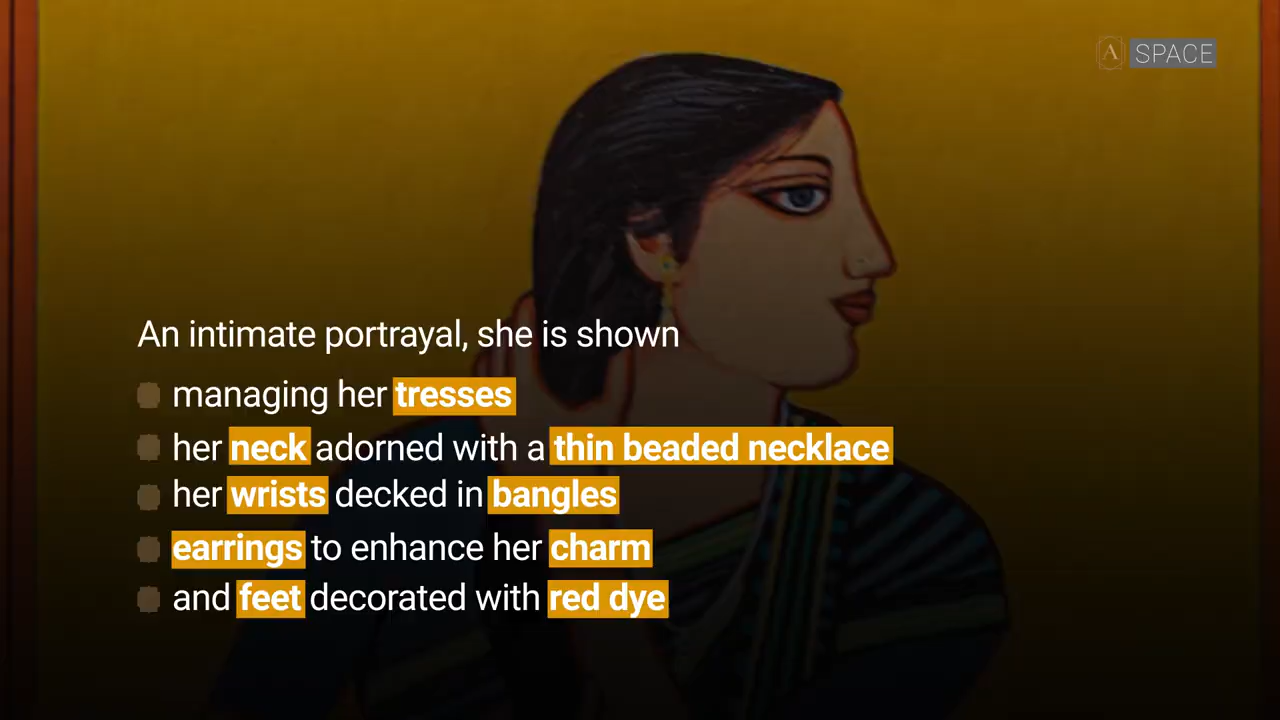 A SPACE
An intimate portrayal, she is shown
managing her tresses
her neck adorned with a thin beaded necklace
her wrists decked in bangles
earrings to enhance her charm
and feet decorated with red dye